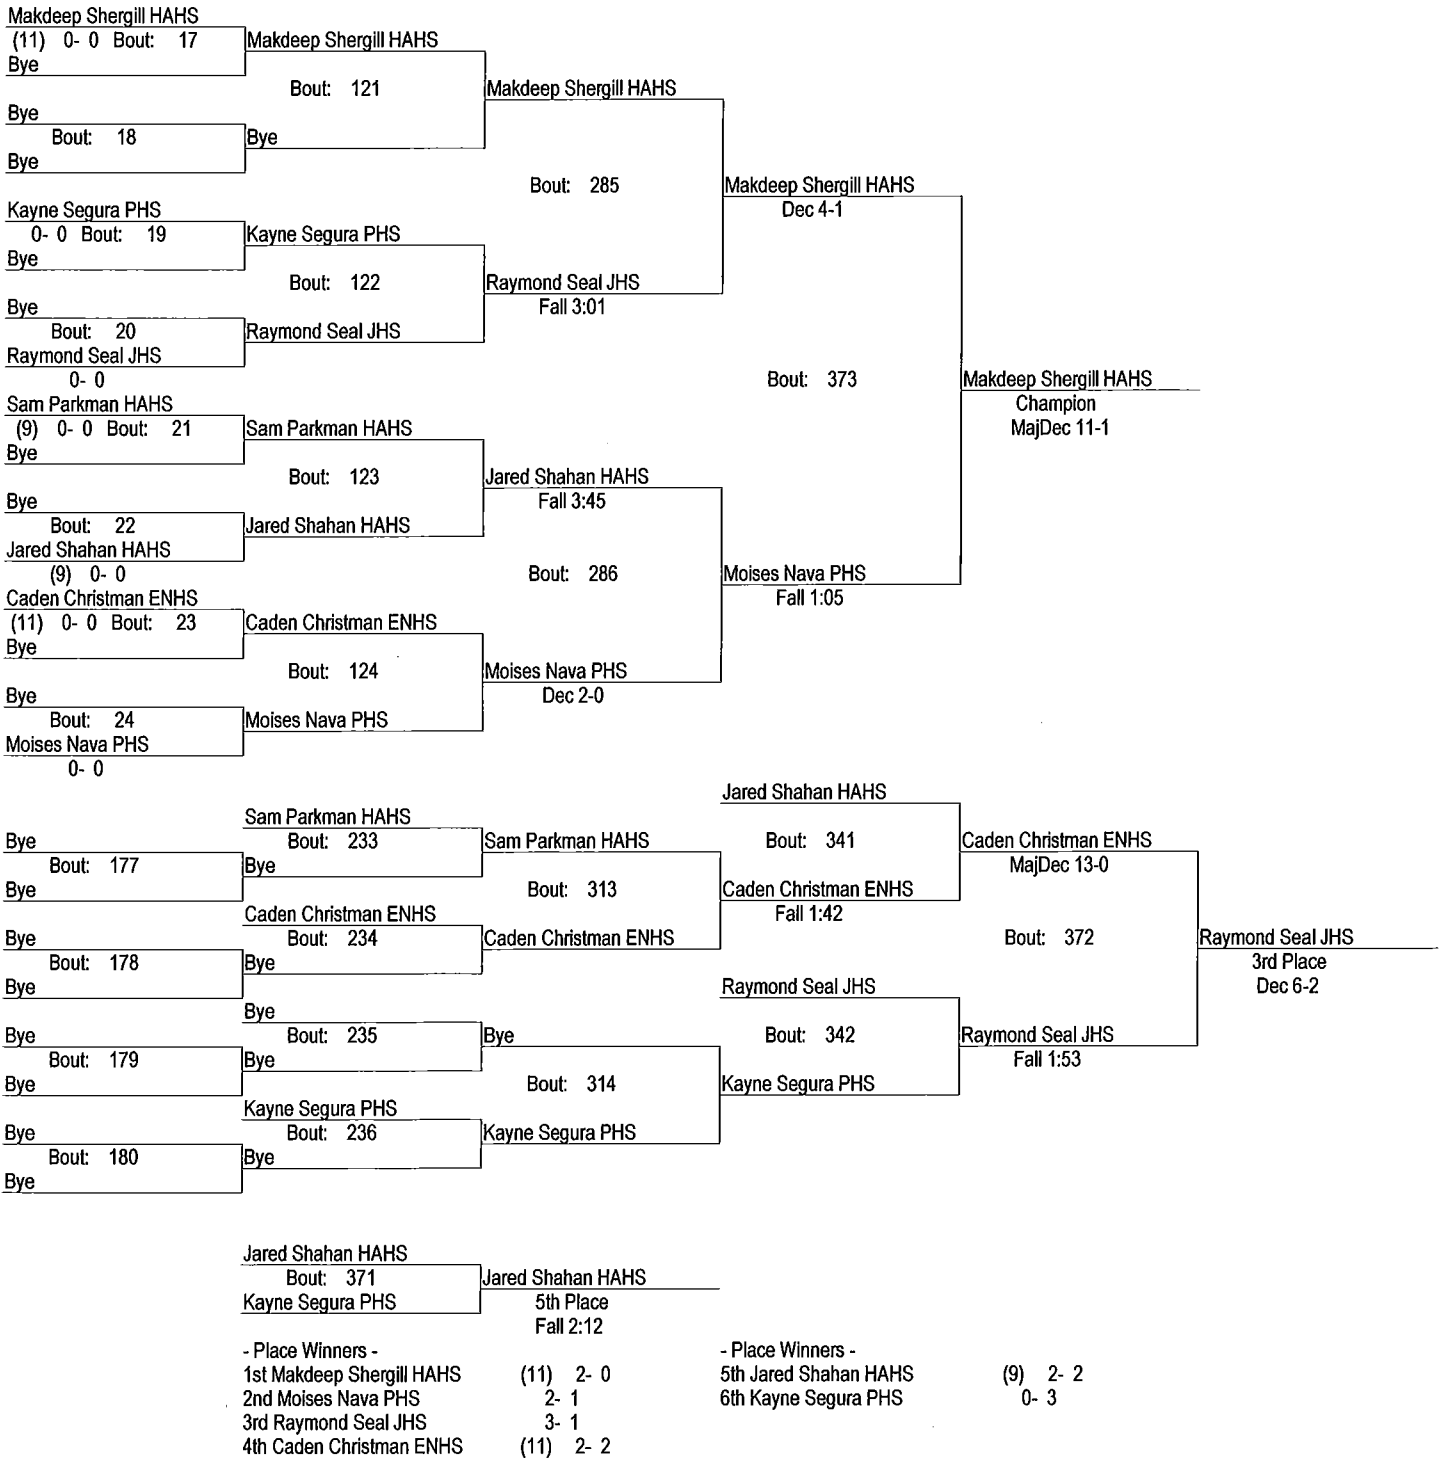 Makdeep Shergill HAHS
(11) 0- 0 Bout: 17
Bye
Makdeep Shergill HAHS
Bout: 121
Makdeep Shergill HAHS
Bye
Bout: 18
Bye
Bye
Bout: 285
Makdeep Shergill HAHS
Dec 4-1
Kayne Segura PHS
0- 0 Bout: 19
Bye
Kayne Segura PHS
Bout: 122
Raymond Seal JHS
Fall 3:01
Bye
Bout: 20
Raymond Seal JHS
Raymond Seal JHS
0- 0
Bout: 373
Makdeep Shergill HAHS
Champion
MajDec 11-1
Sam Parkman HAHS
(9) 0- 0 Bout: 21
Bye
Sam Parkman HAHS
Bout: 123
Jared Shahan HAHS
Fall 3:45
Bye
Bout: 22
Jared Shahan HAHS
Jared Shahan HAHS
(9) 0- 0
Bout: 286
Moises Nava PHS
Fall 1:05
Caden Christman ENHS
(11) 0- 0 Bout: 23
Bye
Caden Christman ENHS
Bout: 124
Moises Nava PHS
Dec 2-0
Bye
Bout: 24
Moises Nava PHS
Moises Nava PHS
0- 0
Bye
Bout: 177
Bye
Sam Parkman HAHS
Bout: 233
Bye
Sam Parkman HAHS
Bout: 313
Jared Shahan HAHS
Bout: 341
Caden Christman ENHS
Fall 1:42
Caden Christman ENHS
MajDec 13-0
Bye
Bout: 178
Bye
Caden Christman ENHS
Bout: 234
Bye
Caden Christman ENHS
Bout: 372
Raymond Seal JHS
3rd Place
Dec 6-2
Bye
Bout: 179
Bye
Bye
Bout: 235
Bye
Bye
Bout: 314
Raymond Seal JHS
Bout: 342
Kayne Segura PHS
Raymond Seal JHS
Fall 1:53
Bye
Bout: 180
Bye
Kayne Segura PHS
Bout: 236
Bye
Kayne Segura PHS
Jared Shahan HAHS
Bout: 371
Kayne Segura PHS
Jared Shahan HAHS
5th Place
Fall 2:12
- Place Winners -
1st Makdeep Shergill HAHS (11) 2- 0
2nd Moises Nava PHS 2- 1
3rd Raymond Seal JHS 3- 1
4th Caden Christman ENHS (11) 2- 2
- Place Winners -
5th Jared Shahan HAHS (9) 2- 2
6th Kayne Segura PHS 0- 3